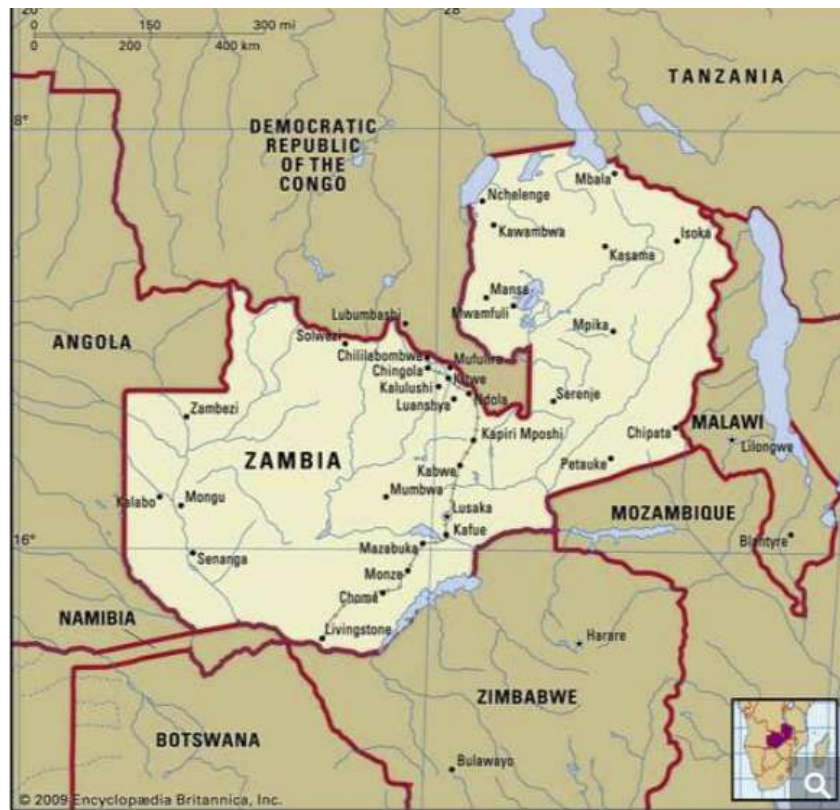 20°
0 150 300 mi
0 200 400 km
28°
TANZANIA
8°
DEMOCRATIC
REPUBLIC
OF THE
CONGO
Mbala
Nchelenge
Kawambwa
Isoka
Kasama
Mansa
Mwamfuli
Lubumbashi
Mpika
ANGOLA
Solwezi
Chililabombwe
Mufulira
Chingola
Kitwe
Kalulushi
Ndola
Luanshya
Serenje
Zambezi
MALAWI
Kapiri Mposhi
Chipata
Lilongwe
ZAMBIA
Kabwe
Petauke
Kalabo
Mongu
Mumbwa
Lusaka
MOZAMBIQUE
Kafue
16°
Mazabuka
Blantyre
Senanga
Monze
Chome
NAMIBIA
Livingstone
Harare
ZIMBABWE
BOTSWANA
Bulawayo
© 2009 Encyclopædia Britannica, Inc.